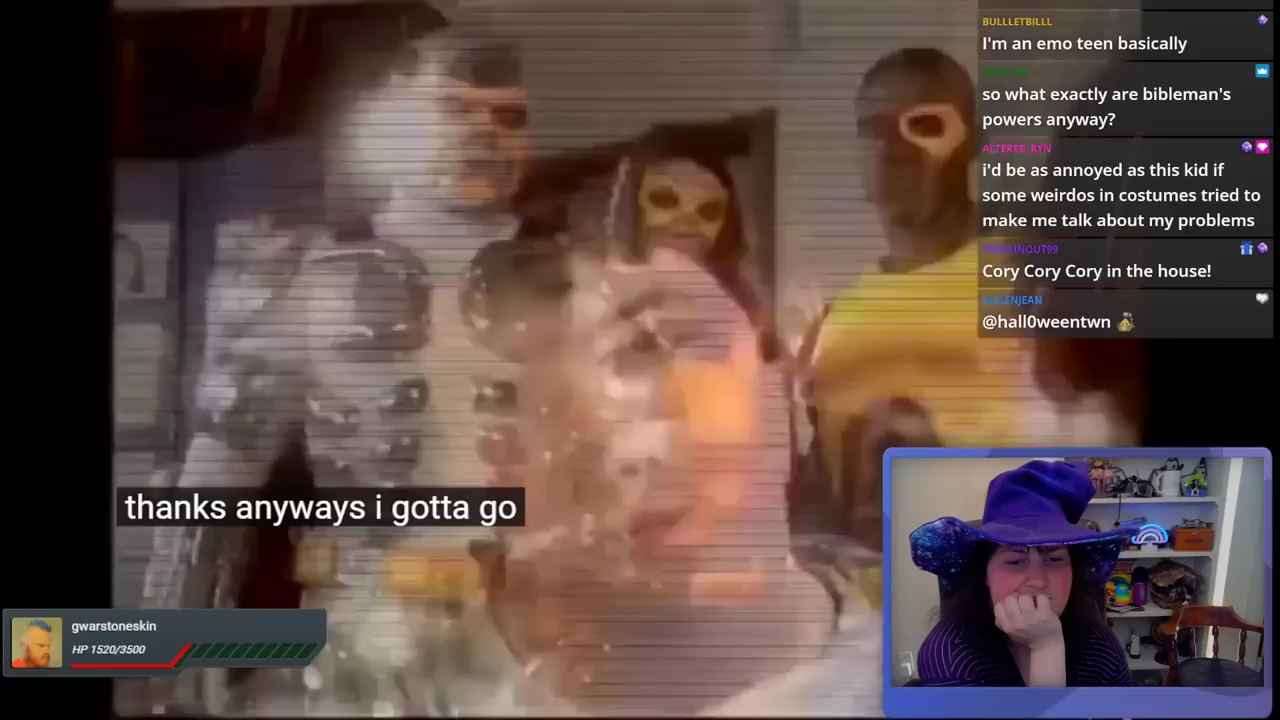 BULLLETBILLL
I'm an emo teen basically
so what exactly are bibleman's
powers anyway?
ALTERED_RYN
i'd be as annoyed as this kid if
some weirdos in costumes tried to
make me talk about my problems
Cory Cory Cory in the house!
@hall0weentwn
thanks anyways i gotta go
gwarstoneskin
HP 1520/3500